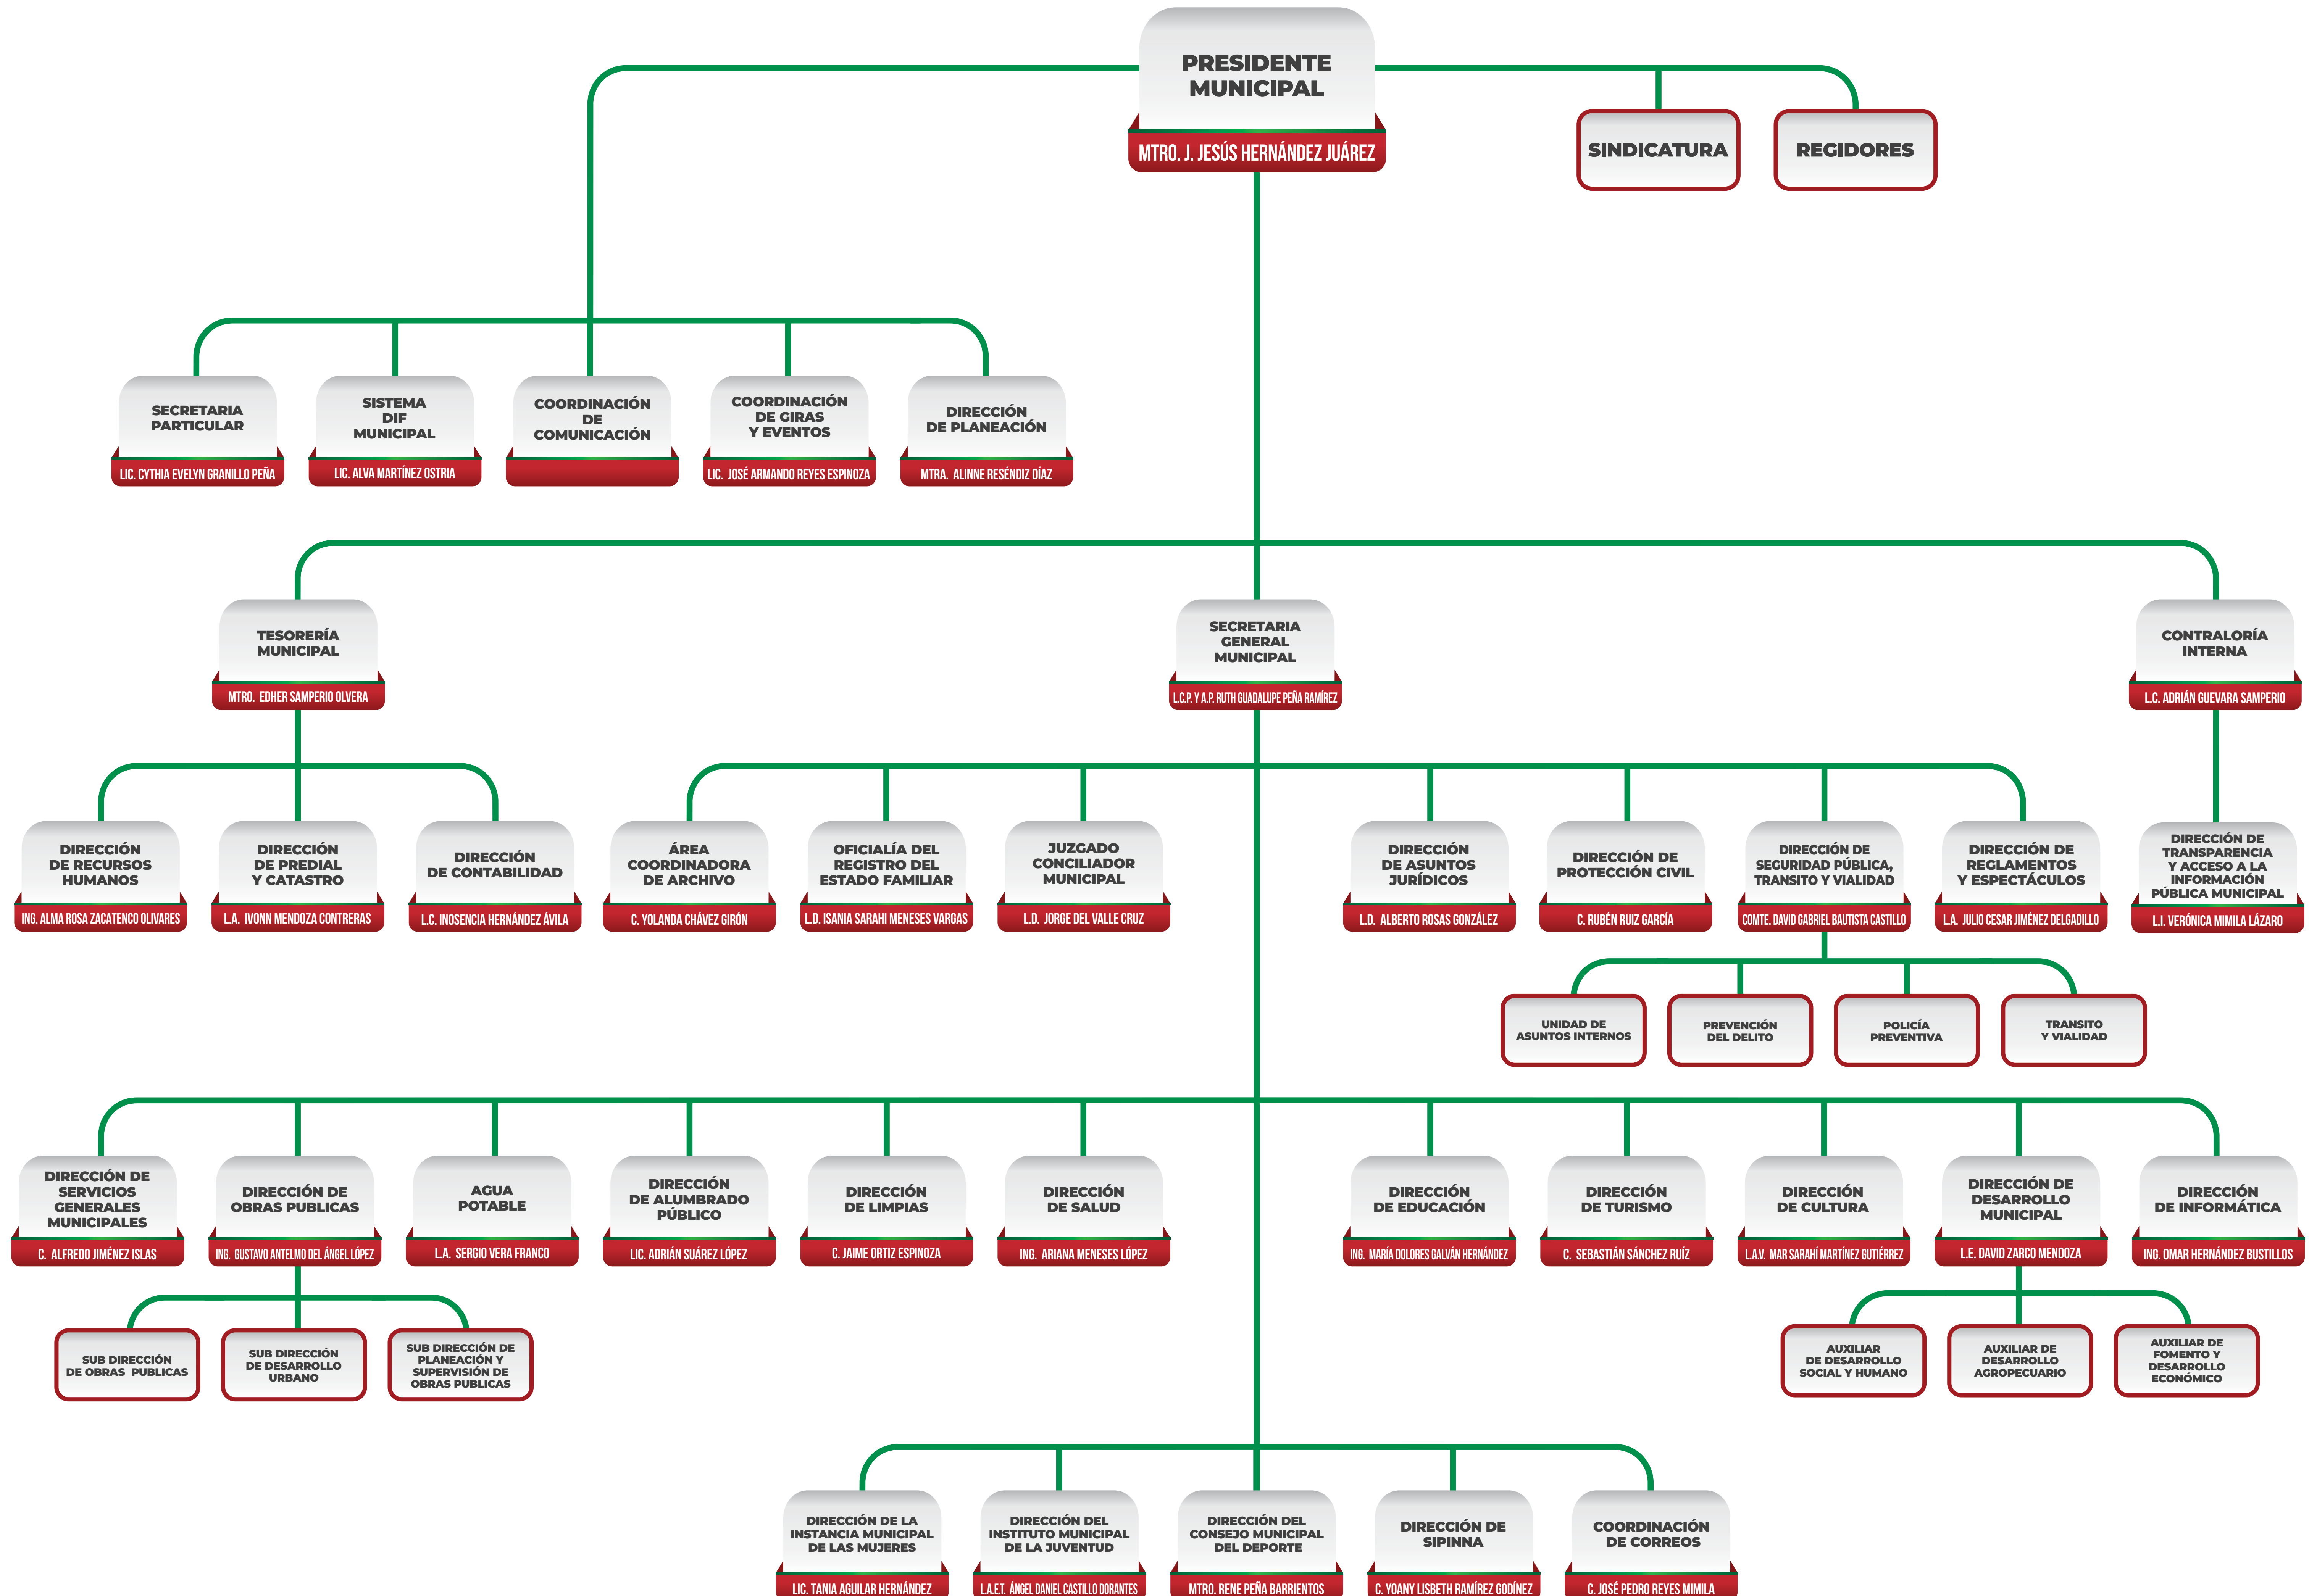 PRESIDENTE
MUNICIPAL
MTRO. J. JESÚS HERNÁNDEZ JUÁREZ
SINDICATURA
REGIDORES
SECRETARIA
PARTICULAR
LIC. CYTHIA EVELYN GRANILLO PEÑA
SISTEMA
DIF
MUNICIPAL
LIC. ALVA MARTÍNEZ OSTRIA
COORDINACIÓN
DE
COMUNICACIÓN
COORDINACIÓN
DE GIRAS
Y EVENTOS
LIC. JOSÉ ARMANDO REYES ESPINOZA
DIRECCIÓN
DE PLANEACIÓN
MTRA. ALINNE RESÉNDIZ DÍAZ
TESORERÍA
MUNICIPAL
MTRO. EDHER SAMPERIO OLVERA
SECRETARIA
GENERAL
MUNICIPAL
L.C.P. Y A.P. RUTH GUADALUPE PEÑA RAMÍREZ
CONTRALORÍA
INTERNA
L.C. ADRIÁN GUEVARA SAMPERIO
DIRECCIÓN
DE RECURSOS
HUMANOS
ING. ALMA ROSA ZACATENCO OLIVARES
DIRECCIÓN
DE PREDIAL
Y CATASTRO
L.A. IVONN MENDOZA CONTRERAS
DIRECCIÓN
DE CONTABILIDAD
L.C. INOSENCIA HERNÁNDEZ ÁVILA
ÁREA
COORDINADORA
DE ARCHIVO
C. YOLANDA CHÁVEZ GIRÓN
OFICIALÍA DEL
REGISTRO DEL
ESTADO FAMILIAR
L.D. ISANIA SARAHI MENESES VARGAS
JUZGADO
CONCILIADOR
MUNICIPAL
L.D. JORGE DEL VALLE CRUZ
DIRECCIÓN
DE ASUNTOS
JURÍDICOS
L.D. ALBERTO ROSAS GONZÁLEZ
DIRECCIÓN DE
PROTECCIÓN CIVIL
C. RUBÉN RUIZ GARCÍA
DIRECCIÓN DE
SEGURIDAD PÚBLICA,
TRANSITO Y VIALIDAD
COMTE. DAVID GABRIEL BAUTISTA CASTILLO
DIRECCIÓN DE
REGLAMENTOS
Y ESPECTÁCULOS
L.A. JULIO CESAR JIMÉNEZ DELGADILLO
DIRECCIÓN DE
TRANSPARENCIA
Y ACCESO A LA
INFORMACIÓN
PÚBLICA MUNICIPAL
L.I. VERÓNICA MIMILA LÁZARO
UNIDAD DE
ASUNTOS INTERNOS
PREVENCIÓN
DEL DELITO
POLICÍA
PREVENTIVA
TRANSITO
Y VIALIDAD
DIRECCIÓN DE
SERVICIOS
GENERALES
MUNICIPALES
C. ALFREDO JIMÉNEZ ISLAS
DIRECCIÓN DE
OBRAS PUBLICAS
ING. GUSTAVO ANTELMO DEL ÁNGEL LÓPEZ
AGUA
POTABLE
L.A. SERGIO VERA FRANCO
DIRECCIÓN
DE ALUMBRADO
PÚBLICO
LIC. ADRIÁN SUÁREZ LÓPEZ
DIRECCIÓN
DE LIMPIAS
C. JAIME ORTIZ ESPINOZA
DIRECCIÓN
DE SALUD
ING. ARIANA MENESES LÓPEZ
DIRECCIÓN
DE EDUCACIÓN
ING. MARÍA DOLORES GALVÁN HERNÁNDEZ
DIRECCIÓN
DE TURISMO
C. SEBASTIÁN SÁNCHEZ RUÍZ
DIRECCIÓN
DE CULTURA
L.A.V. MAR SARAHÍ MARTÍNEZ GUTIÉRREZ
DIRECCIÓN DE
DESARROLLO
MUNICIPAL
L.E. DAVID ZARCO MENDOZA
DIRECCIÓN
DE INFORMÁTICA
ING. OMAR HERNÁNDEZ BUSTILLOS
SUB DIRECCIÓN
DE OBRAS PUBLICAS
SUB DIRECCIÓN
DE DESARROLLO
URBANO
SUB DIRECCIÓN DE
PLANEACIÓN Y
SUPERVISIÓN DE
OBRAS PUBLICAS
AUXILIAR
DE DESARROLLO
SOCIAL Y HUMANO
AUXILIAR DE
DESARROLLO
AGROPECUARIO
AUXILIAR DE
FOMENTO Y
DESARROLLO
ECONÓMICO
DIRECCIÓN DE LA
INSTANCIA MUNICIPAL
DE LAS MUJERES
LIC. TANIA AGUILAR HERNÁNDEZ
DIRECCIÓN DEL
INSTITUTO MUNICIPAL
DE LA JUVENTUD
L.A.E.T. ÁNGEL DANIEL CASTILLO DORANTES
DIRECCIÓN DEL
CONSEJO MUNICIPAL
DEL DEPORTE
MTRO. RENE PEÑA BARRIENTOS
DIRECCIÓN DE
SIPINNA
C. YOANY LISBETH RAMÍREZ GODÍNEZ
COORDINACIÓN
DE CORREOS
C. JOSÉ PEDRO REYES MIMILA